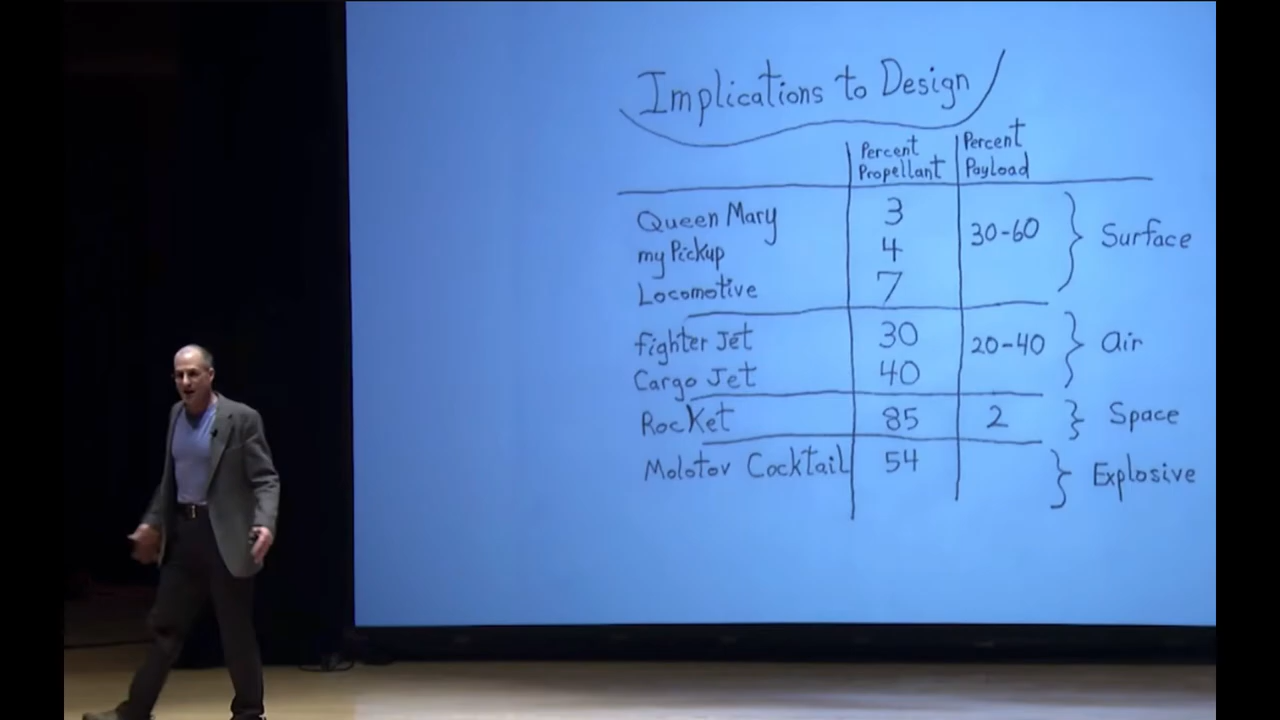 Implications to Design
Percent Propellant Percent Payload
Queen Mary 3
my Pickup 4 30-60 Surface
Locomotive 7
fighter Jet 30 20-40 Air
Cargo Jet 40
Rocket 85 2 Space
Molotov Cocktail 54 Explosive